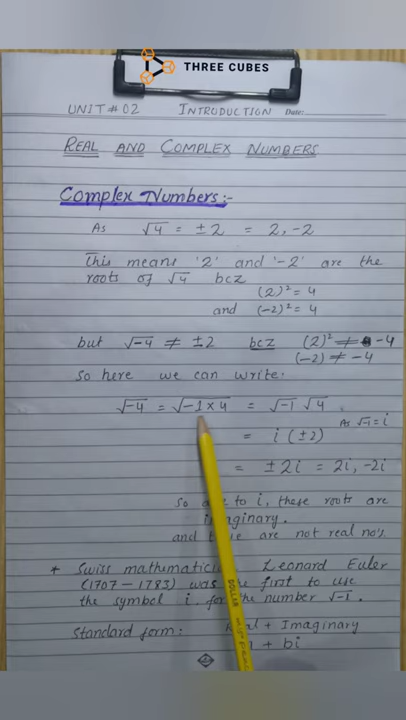 THREE CUBES
UNIT # 02 INTRODUCTION Date:
REAL AND COMPLEX NUMBERS
Complex Numbers:-
As √4 = ±2 = 2, -2
This means '2' and '-2' are the
roots of √4 bcz
(2)² = 4
and (-2)² = 4
but √-4 ≠ ±2 bcz (2)² ≠ -4
(-2) ≠ -4
So here we can write:
√-4 = √-1 × 4 = √-1 √4
As √-1 = i
= i (±2)
= ±2i = 2i, -2i
So to i, these roots are
imaginary.
and are not real no's.
* Swiss mathematici Leonard Euler
(1707 - 1783) was the first to use
the symbol i for the number √-1.
Standard form: Real + Imaginary
+ bi
DOLLAR